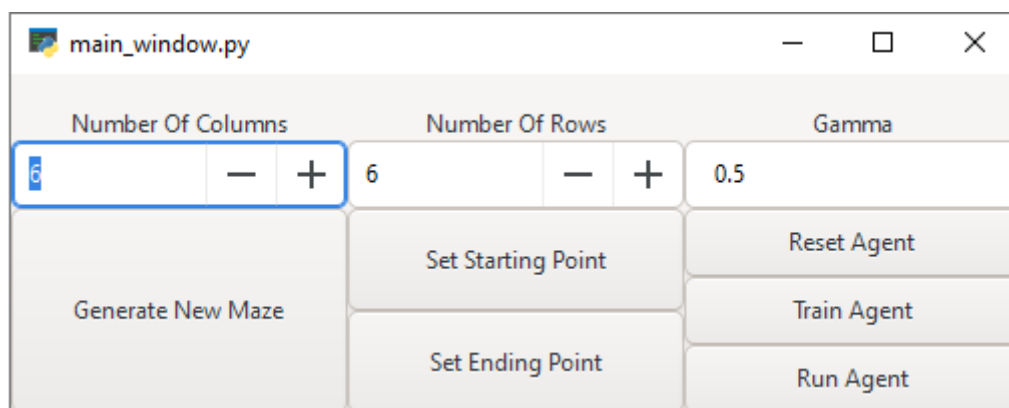 main_window.py
Number Of Columns
Number Of Rows
Gamma
6
6
0.5
Generate New Maze
Set Starting Point
Set Ending Point
Reset Agent
Train Agent
Run Agent